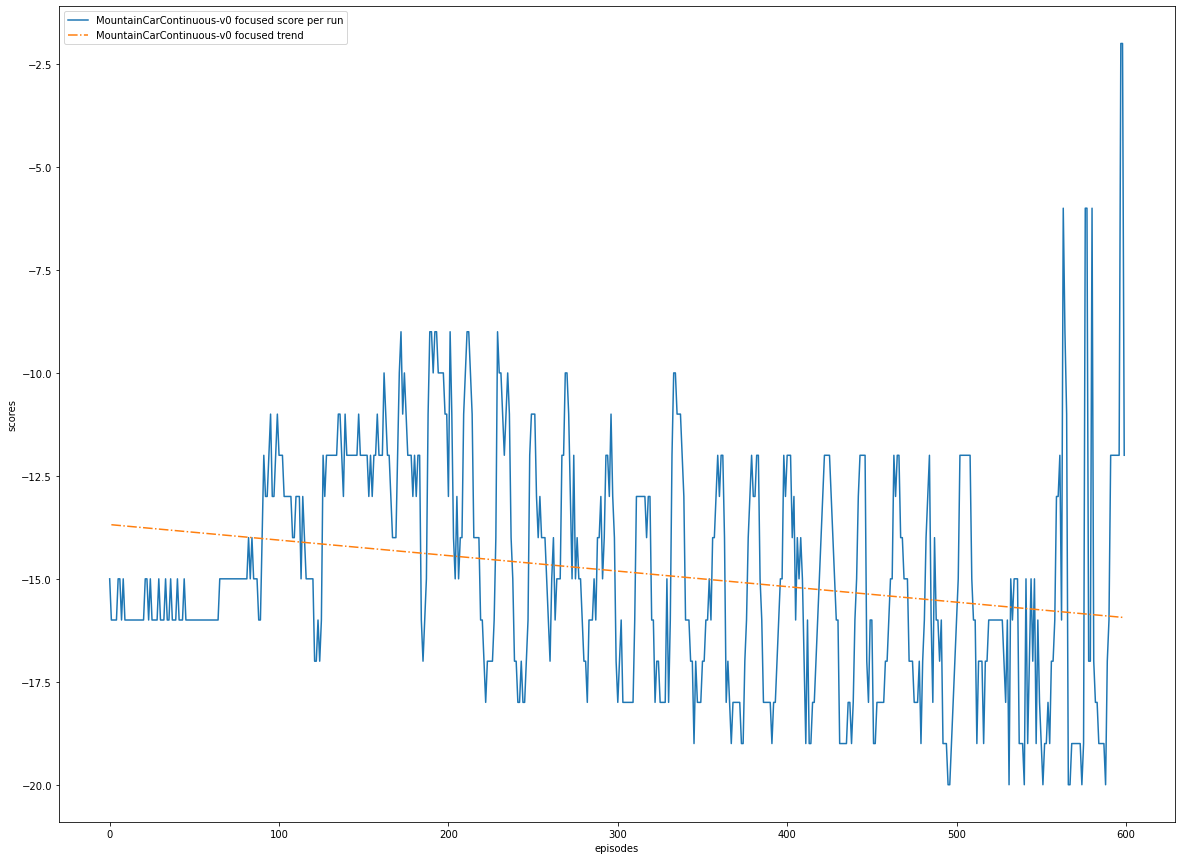 MountainCarContinuous-v0 focused score per run
MountainCarContinuous-v0 focused trend
scores
−2.5
−5.0
−7.5
−10.0
−12.5
−15.0
−17.5
−20.0
0 100 200 300 400 500 600
episodes